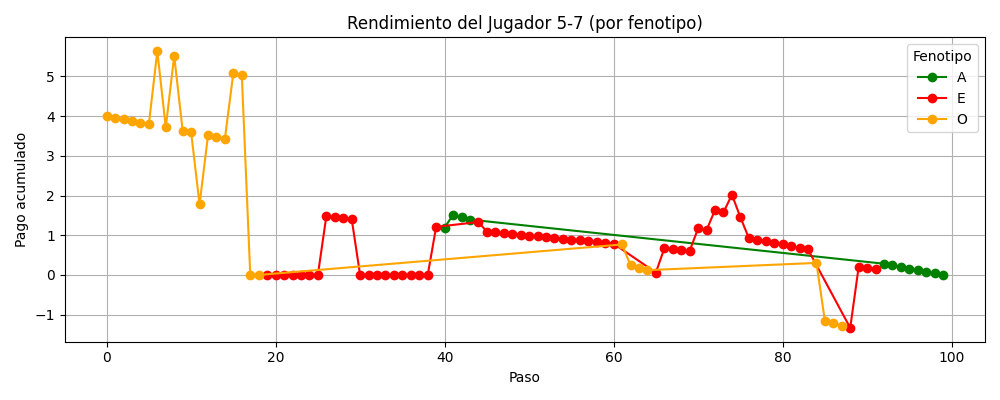 Rendimiento del Jugador 5-7 (por fenotipo)
Pago acumulado
5
4
3
2
1
0
−1
Fenotipo
A
E
O
0 20 40 60 80 100
Paso